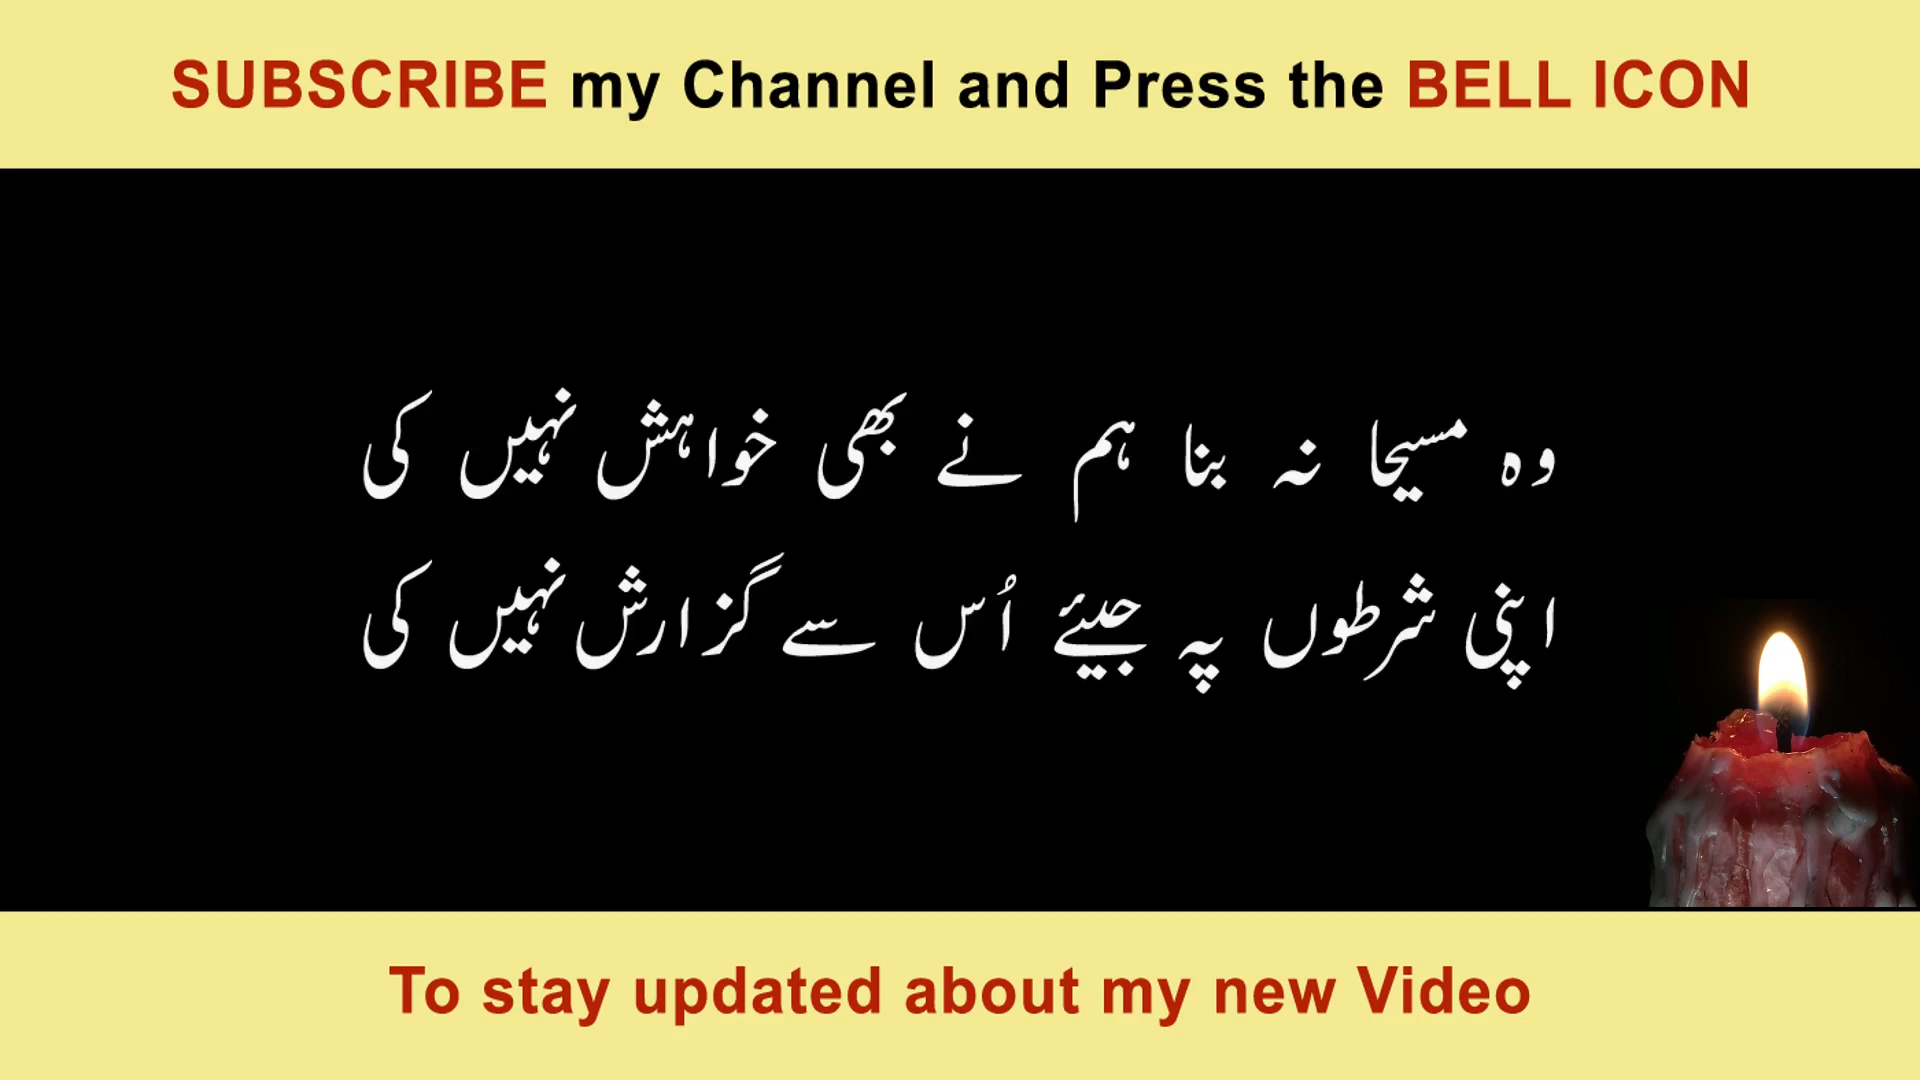 SUBSCRIBE my Channel and Press the BELL ICON
وہ مسیحا نہ بنا ہم نے بھی خواہش نہیں کی
اپنی شرطوں پہ جیئے اُس سے گزارش نہیں کی
To stay updated about my new Video